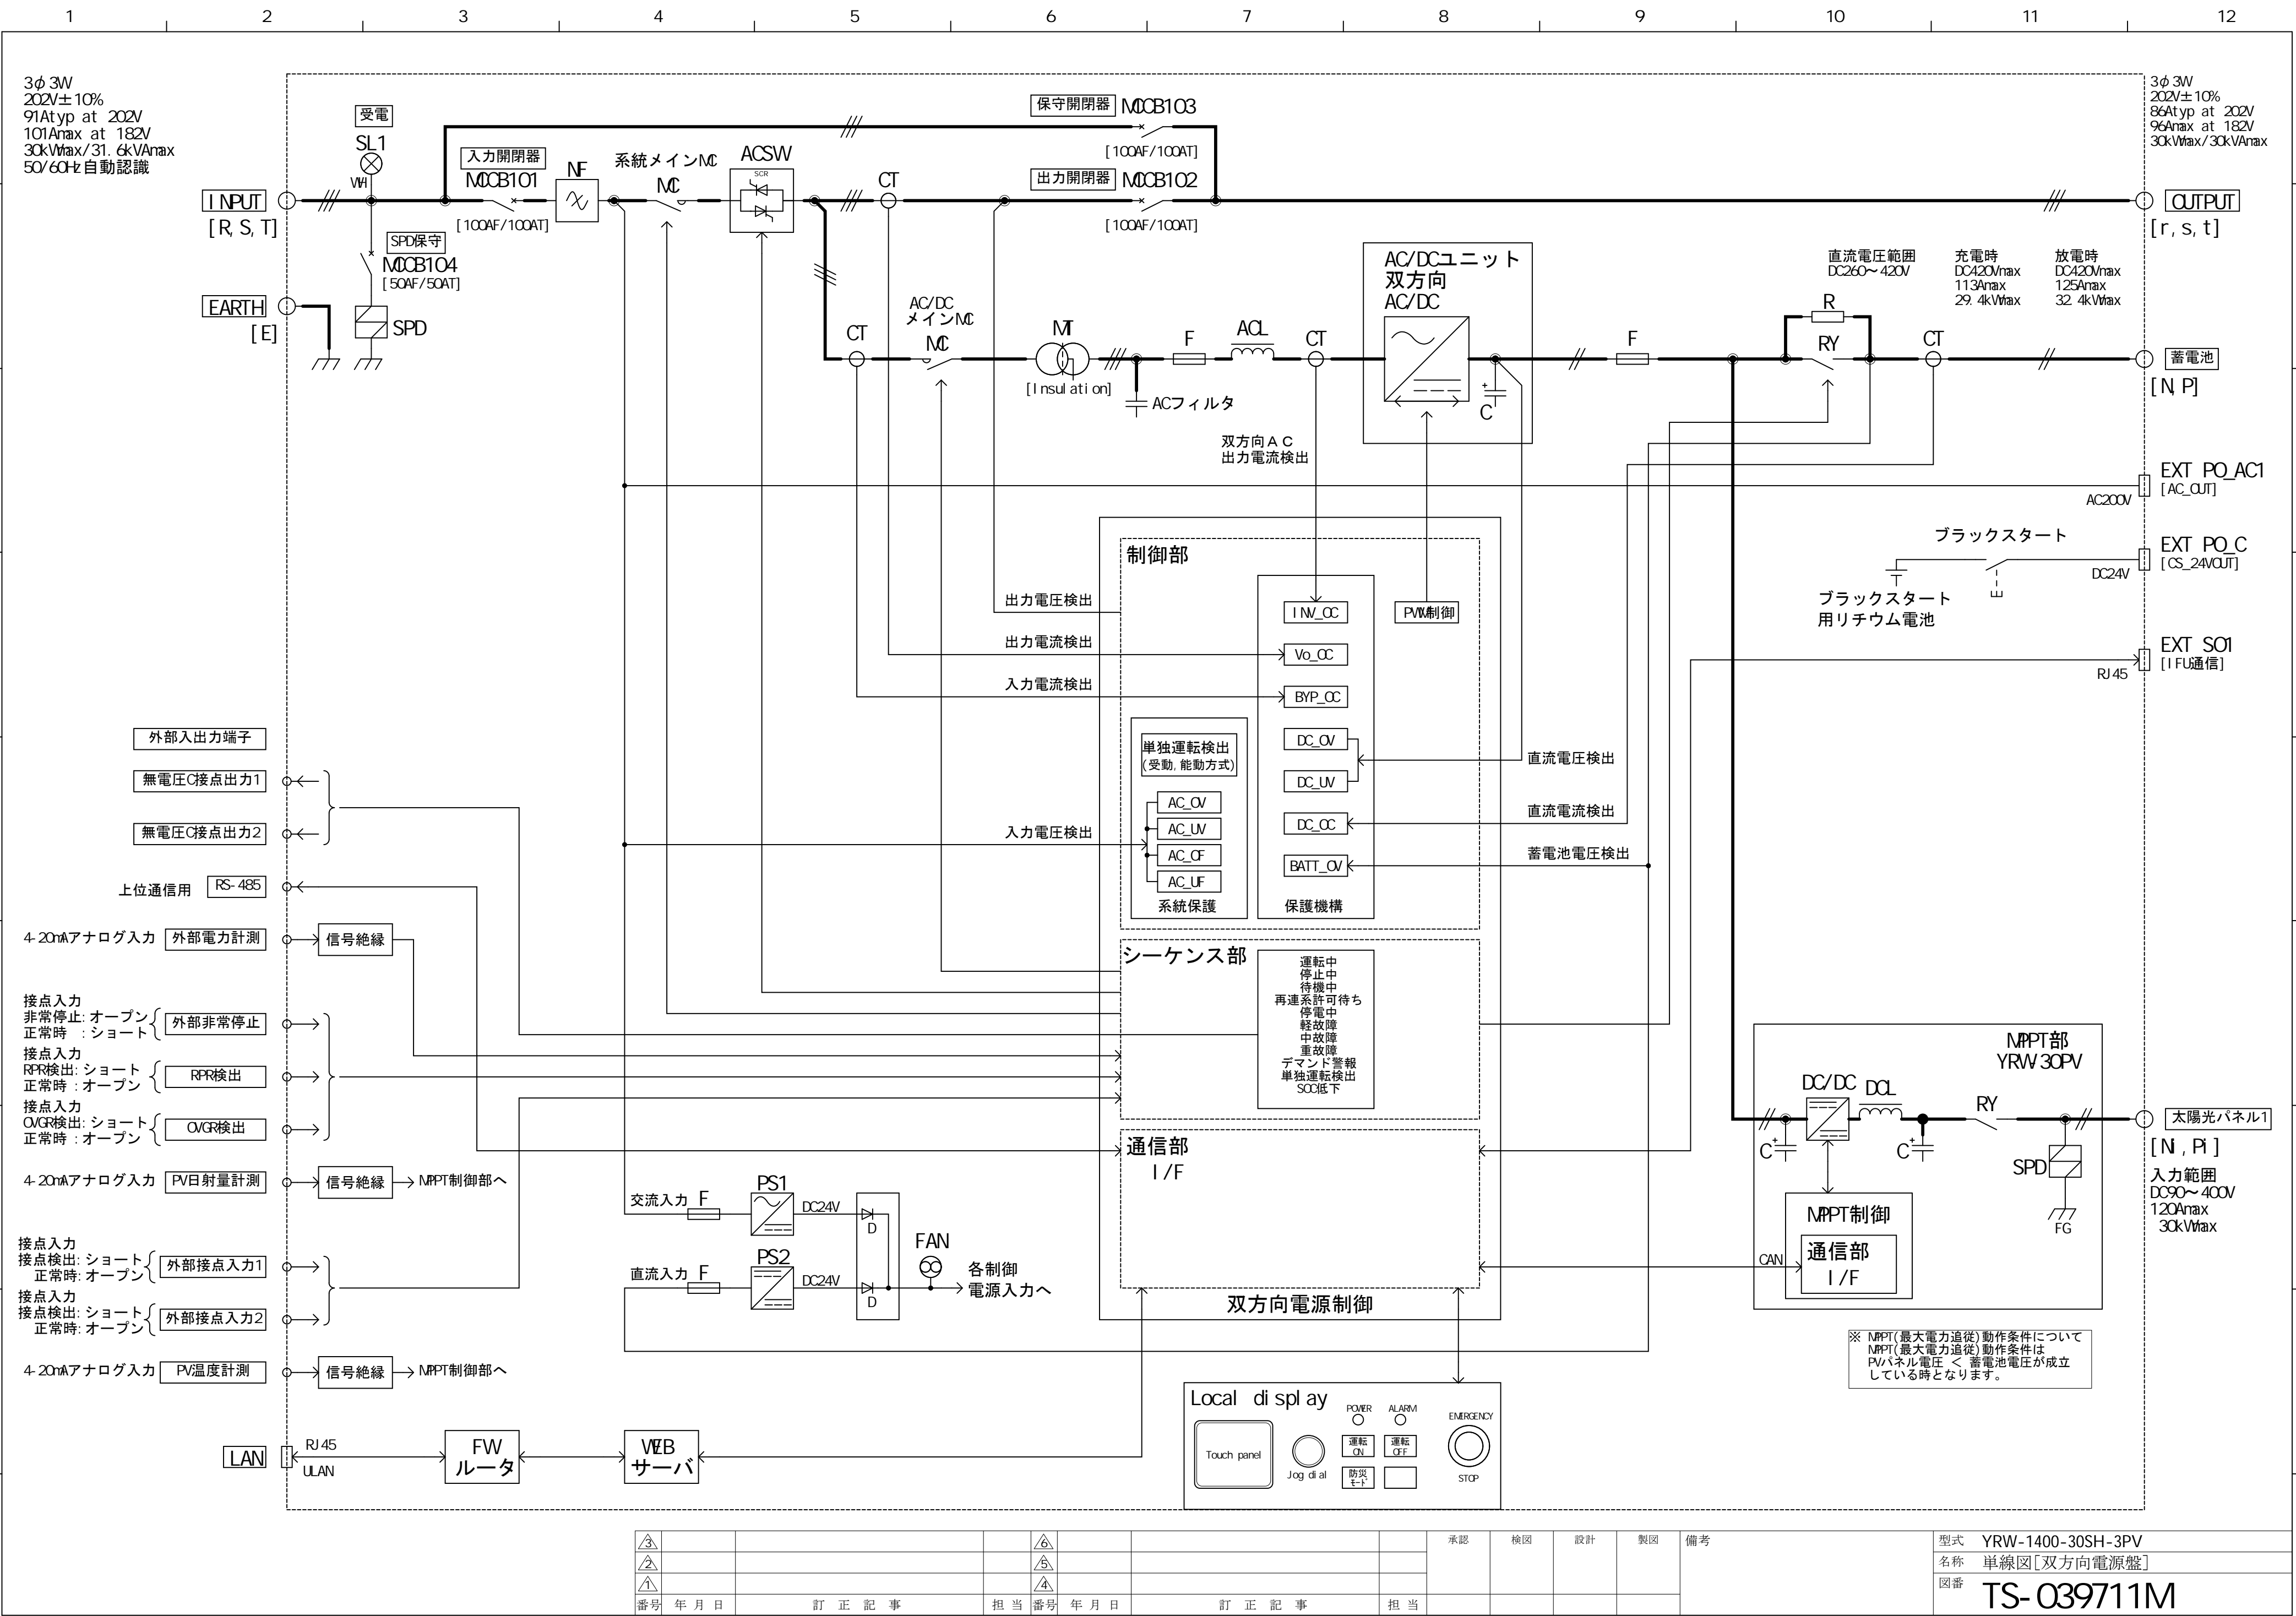 1 2 3 4 5 6 7 8 9 10 11 12
3φ3W
202V±10%
91Atyp at 202V
101Amax at 182V
30kWmax/31.6kVAmax
50/60Hz自動認識
受電
SL1
WH
INPUT
[R,S,T]
EARTH
[E]
SPD保守
MCCB104
[50AF/50AT]
SPD
入力開閉器
MCCB101
[100AF/100AT]
NF
系統メインMC
MC
ACSW
SCR
CT
保守開閉器 MCCB103
[100AF/100AT]
出力開閉器 MCCB102
[100AF/100AT]
3φ3W
202V±10%
86Atyp at 202V
96Amax at 182V
30kWmax/30kVAmax
OUTPUT
[r,s,t]
CT
AC/DC
メインMC
MC
MT
[Insulation]
ACフィルタ
F
ACL
CT
双方向AC
出力電流検出
AC/DCユニット
双方向
AC/DC
+
C
F
直流電圧範囲
DC260～420V
充電時
DC420Vmax
113Amax
29.4kWmax
放電時
DC420Vmax
125Amax
32.4kWmax
R
RY
CT
蓄電池
[N,P]
EXT PO_AC1
[AC_OUT]
AC200V
ブラックスタート
EXT PO_C
[CS_24VOUT]
DC24V
ブラックスタート
用リチウム電池
EXT SO1
[IFU通信]
RJ45
制御部
出力電圧検出
出力電流検出
入力電流検出
入力電圧検出
INV_OC
PWM制御
Vo_OC
BYP_OC
DC_OV
DC_UV
DC_OC
BATT_OV
保護機構
単独運転検出
(受動,能動方式)
AC_OV
AC_UV
AC_OF
AC_UF
系統保護
直流電圧検出
直流電流検出
蓄電池電圧検出
シーケンス部
運転中
停止中
待機中
再連系許可待ち
停電中
軽故障
中故障
重故障
デマンド警報
単独運転検出
SOC低下
通信部
I/F
双方向電源制御
外部入出力端子
無電圧C接点出力1
無電圧C接点出力2
上位通信用 RS-485
4-20mAアナログ入力 外部電力計測 信号絶縁
接点入力
非常停止:オープン
正常時 :ショート
外部非常停止
接点入力
RPR検出:ショート
正常時 :オープン
RPR検出
接点入力
OVGR検出:ショート
正常時 :オープン
OVGR検出
4-20mAアナログ入力 PV日射量計測 信号絶縁 MPPT制御部へ
接点入力
接点検出:ショート
正常時:オープン
外部接点入力1
接点入力
接点検出:ショート
正常時:オープン
外部接点入力2
4-20mAアナログ入力 PV温度計測 信号絶縁 MPPT制御部へ
LAN
RJ45
ULAN
FW
ルータ
WEB
サーバ
交流入力 F
PS1
DC24V
D
直流入力 F
PS2
DC24V
D
FAN
各制御
電源入力へ
Local display
Touch panel
Jog dial
POWER
ALARM
運転
ON
運転
OFF
防災
ﾓｰﾄﾞ
EMERGENCY
STOP
MPPT部
YRW-30PV
DC/DC
DCL
RY
C
+
C
+
SPD
FG
MPPT制御
通信部
I/F
CAN
太陽光パネル1
[Ni,Pi]
入力範囲
DC90～400V
120Amax
30kWmax
※ MPPT(最大電力追従)動作条件について
MPPT(最大電力追従)動作条件は
PVパネル電圧 < 蓄電池電圧が成立
している時となります。
3 6
2 5
1 4
番号 年月日 訂正記事 担当 番号 年月日 訂正記事 担当
承認 検図 設計 製図 備考
型式 YRW-1400-30SH-3PV
名称 単線図[双方向電源盤]
図番 TS-039711M